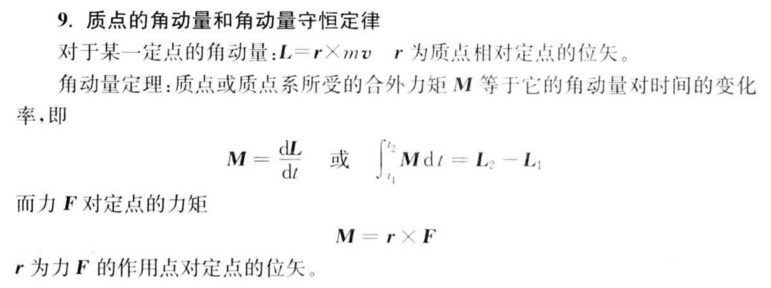 9. 质点的角动量和角动量守恒定律
对于某一定点的角动量:L=r×mv r 为质点相对定点的位矢。
角动量定理:质点或质点系所受的合外力矩 M 等于它的角动量对时间的变化
率,即
M = dL/dt 或 ∫_{t₁}^{t₂} M dt = L₂ − L₁
而力 F 对定点的力矩
M = r × F
r 为力 F 的作用点对定点的位矢。